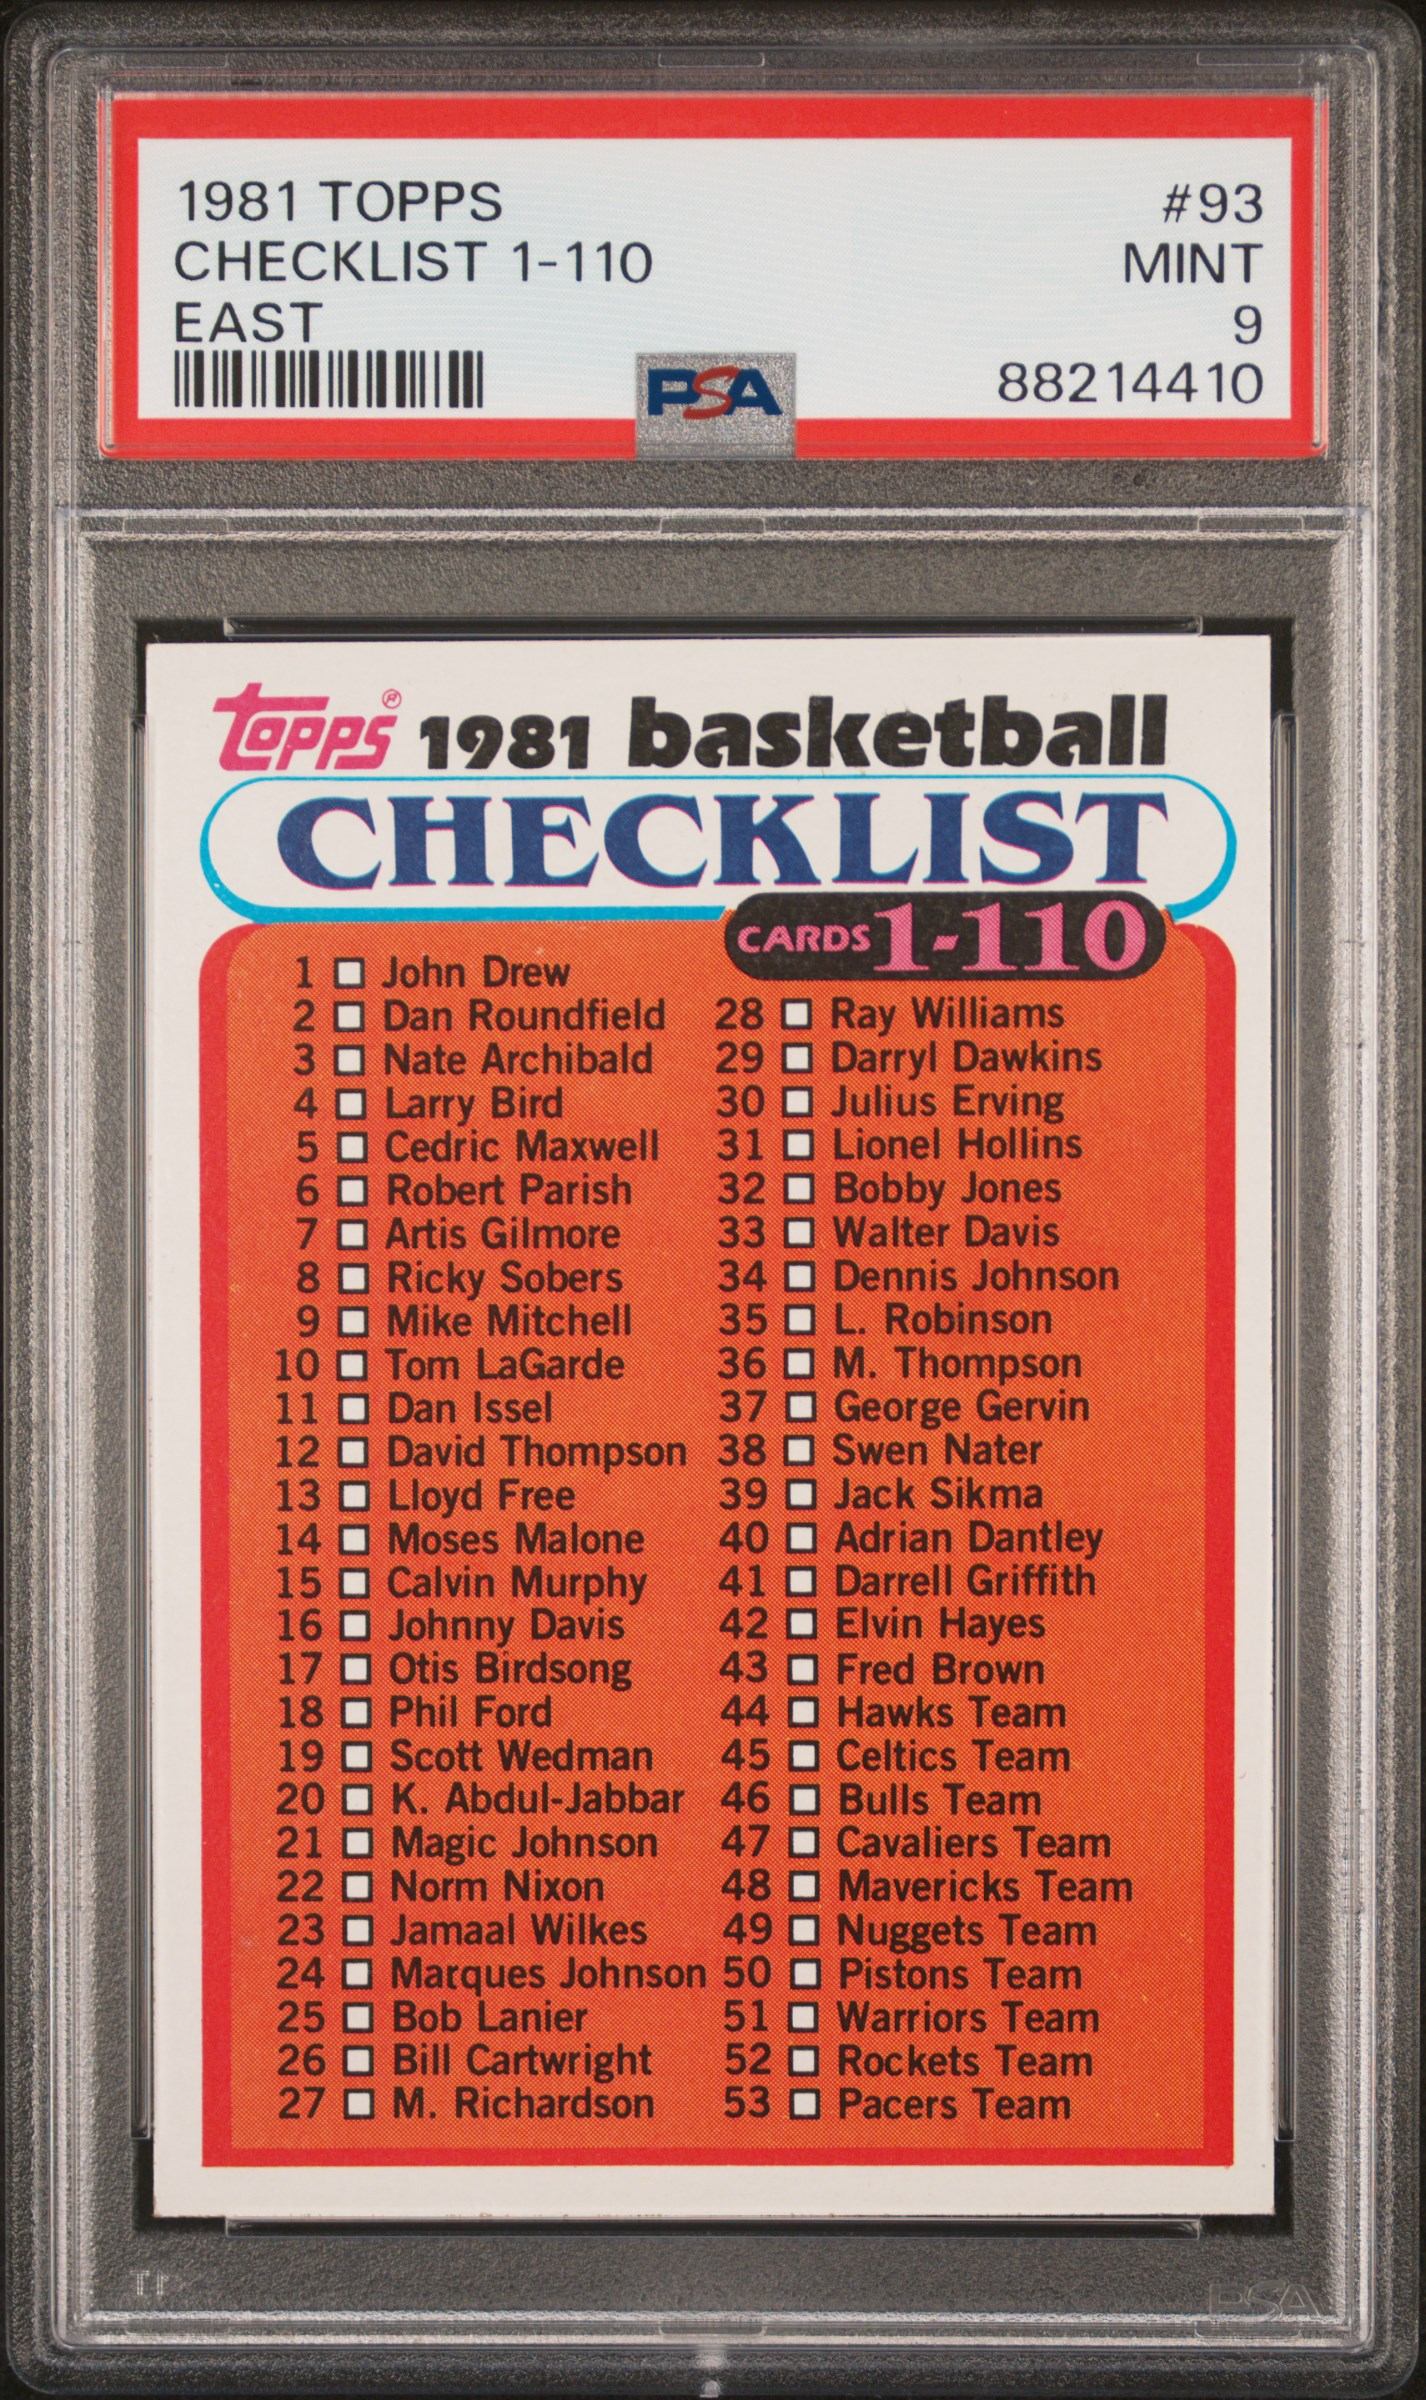 1981 TOPPS #93
CHECKLIST 1-110 MINT
EAST 9
PSA 88214410
TOPPS® 1981 basketball
CHECKLIST
CARDS 1-110
1 John Drew
2 Dan Roundfield
3 Nate Archibald
4 Larry Bird
5 Cedric Maxwell
6 Robert Parish
7 Artis Gilmore
8 Ricky Sobers
9 Mike Mitchell
10 Tom LaGarde
11 Dan Issel
12 David Thompson
13 Lloyd Free
14 Moses Malone
15 Calvin Murphy
16 Johnny Davis
17 Otis Birdsong
18 Phil Ford
19 Scott Wedman
20 K. Abdul-Jabbar
21 Magic Johnson
22 Norm Nixon
23 Jamaal Wilkes
24 Marques Johnson
25 Bob Lanier
26 Bill Cartwright
27 M. Richardson
28 Ray Williams
29 Darryl Dawkins
30 Julius Erving
31 Lionel Hollins
32 Bobby Jones
33 Walter Davis
34 Dennis Johnson
35 L. Robinson
36 M. Thompson
37 George Gervin
38 Swen Nater
39 Jack Sikma
40 Adrian Dantley
41 Darrell Griffith
42 Elvin Hayes
43 Fred Brown
44 Hawks Team
45 Celtics Team
46 Bulls Team
47 Cavaliers Team
48 Mavericks Team
49 Nuggets Team
50 Pistons Team
51 Warriors Team
52 Rockets Team
53 Pacers Team
PSA